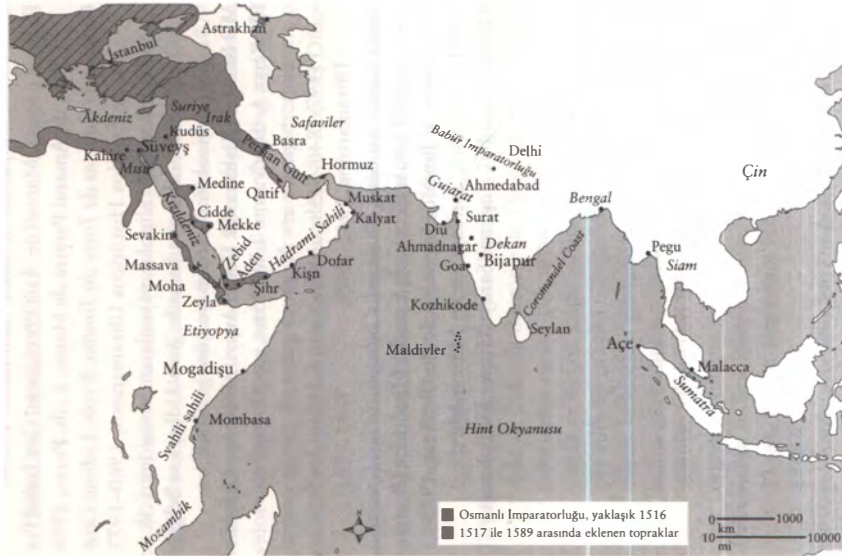 Astrakhan
İstanbul
Akdeniz
Suriye
Irak
Safaviler
Kudüs
Kahire
Süveyş
Mısır
Basra
Persian Gulf
Hormuz
Babür İmparatorluğu
Delhi
Çin
Medine
Qatif
Gujarat
Ahmedabad
Bengal
Muskat
Kalyat
Cidde
Mekke
Kızıldeniz
Sevakin
Hadrami Sahili
Diu
Surat
Ahmadnagar
Dekan
Bijapur
Goa
Coromandel Coast
Pegu
Siam
Massava
Moha
Zebid
Aden
Şihr
Kişn
Dofar
Zeyla
Etiyopya
Kozhikode
Seylan
Maldivler
Açe
Malacca
Sumatra
Mogadişu
Svahili sahili
Mombasa
Hint Okyanusu
Mozambik
N
Osmanlı İmparatorluğu, yaklaşık 1516
1517 ile 1589 arasında eklenen topraklar
0 1000
km
10 10000
mi